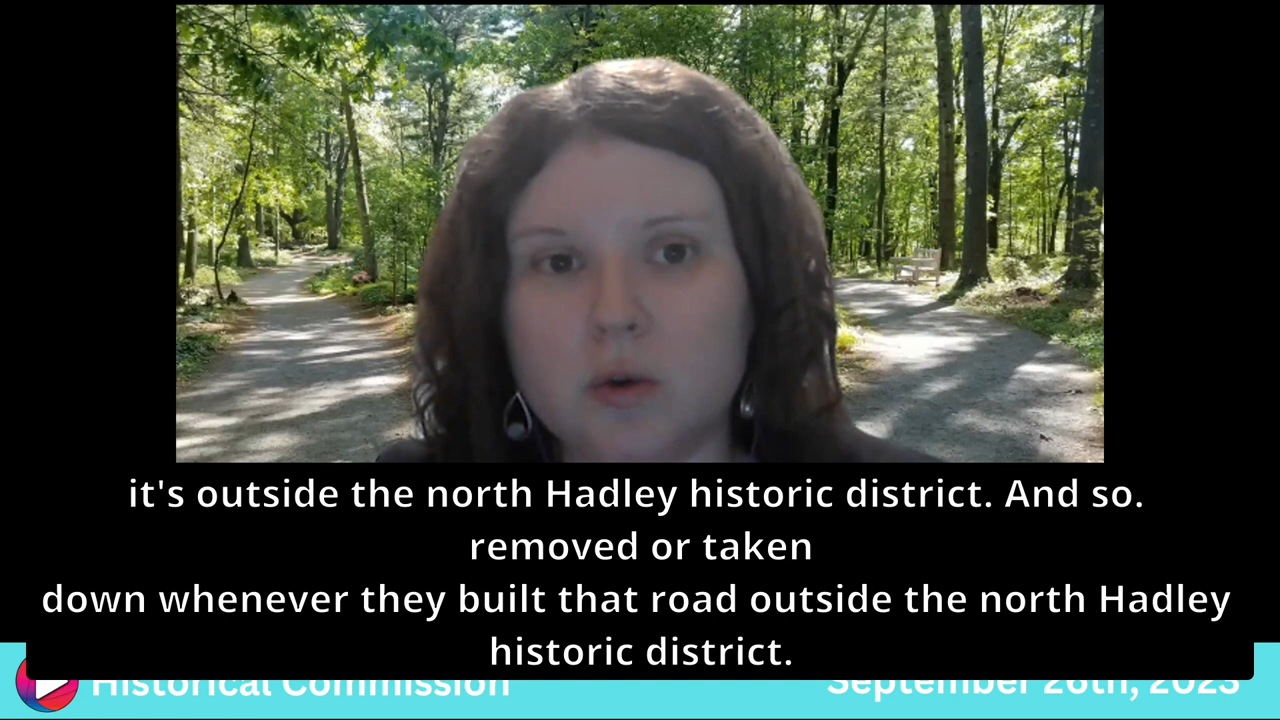 it's outside the north Hadley historic district. And so.
removed or taken
down whenever they built that road outside the north Hadley
historic district.
Historical Commission
September 26th, 2023